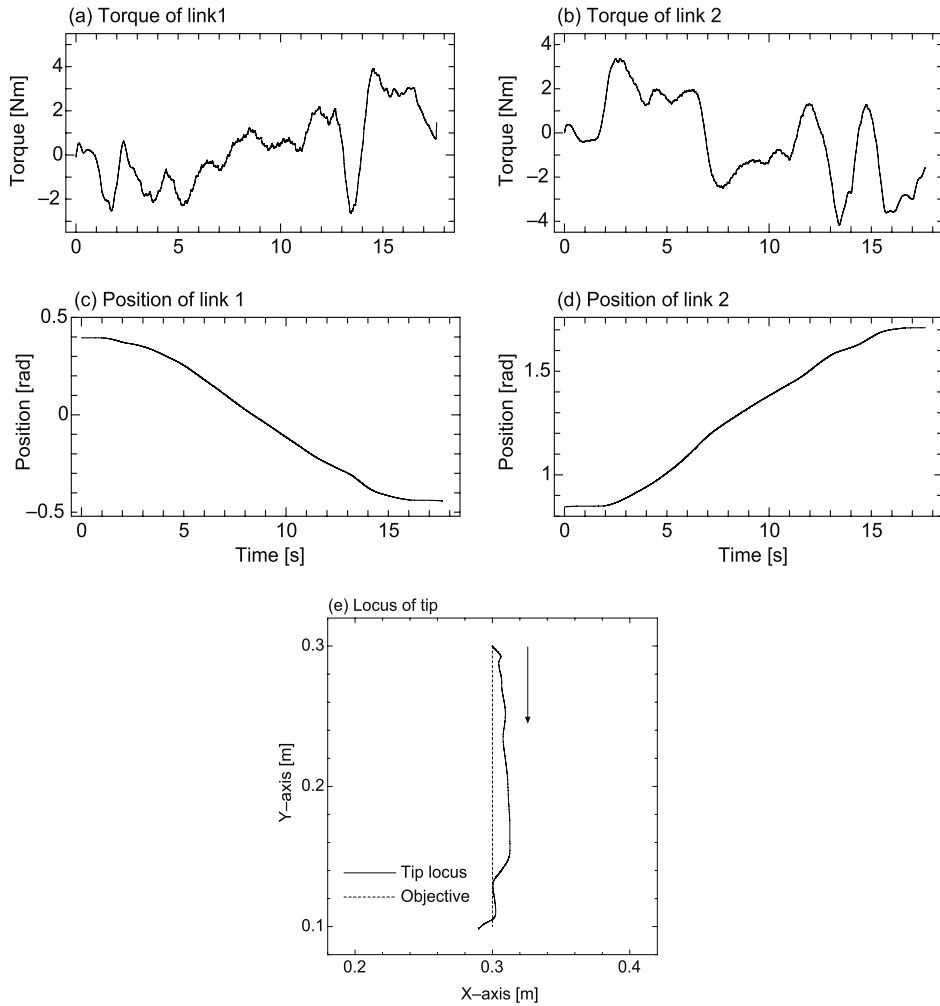 (a) Torque of link1
Torque [Nm]
4
2
0
–2
0 5 10 15
(b) Torque of link 2
Torque [Nm]
4
2
0
–2
–4
0 5 10 15
(c) Position of link 1
Position [rad]
0.5
0
–0.5
0 5 10 15
Time [s]
(d) Position of link 2
Position [rad]
1.5
1
0 5 10 15
Time [s]
(e) Locus of tip
Y–axis [m]
0.3
0.2
0.1
Tip locus
Objective
0.2 0.3 0.4
X–axis [m]